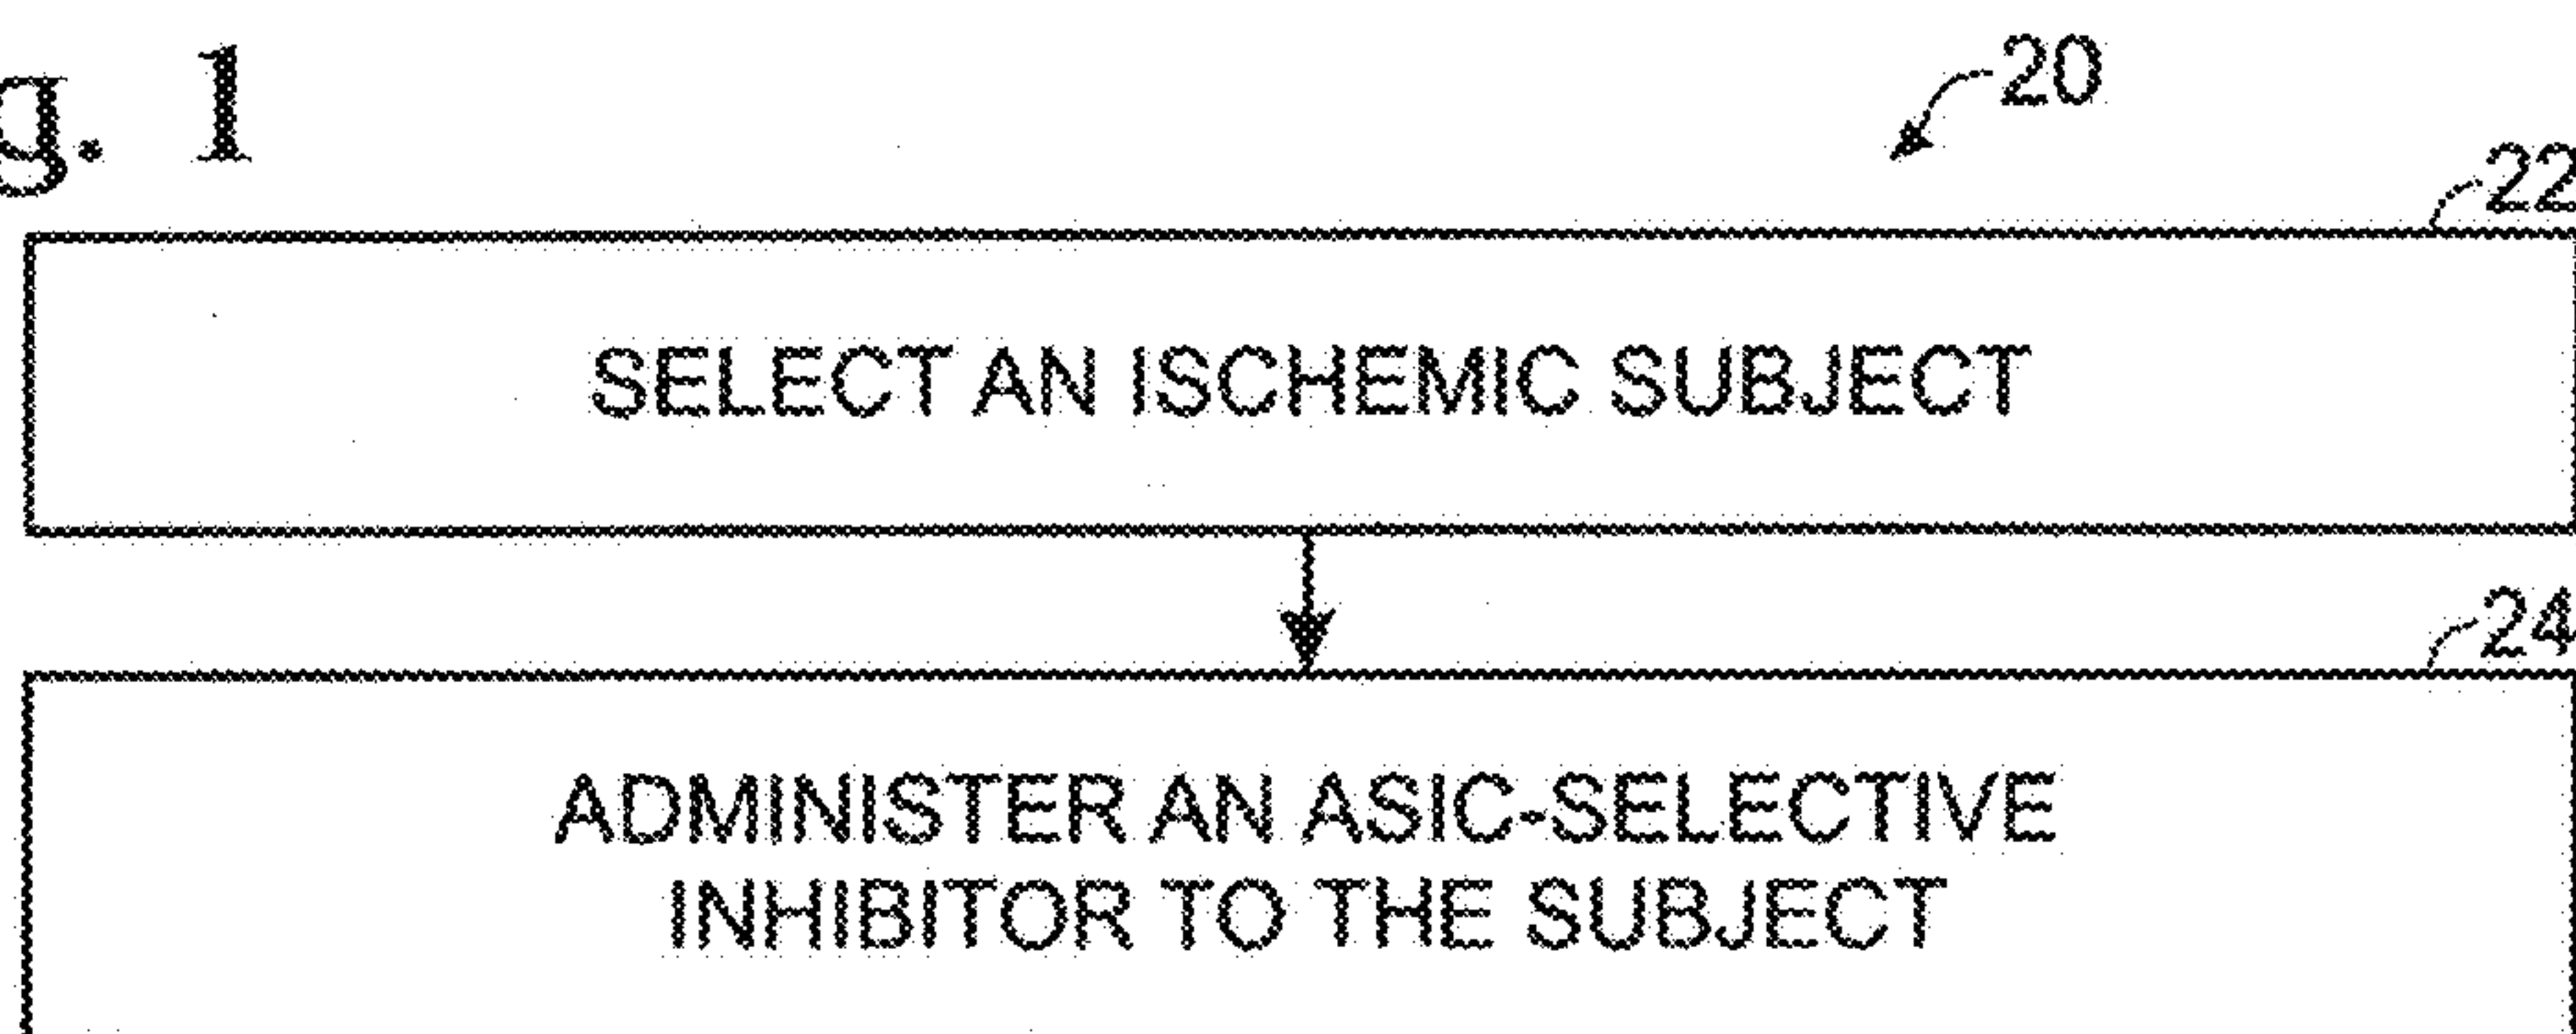 g. 1
20
22
SELECT AN ISCHEMIC SUBJECT
24
ADMINISTER AN ASIC-SELECTIVE
INHIBITOR TO THE SUBJECT